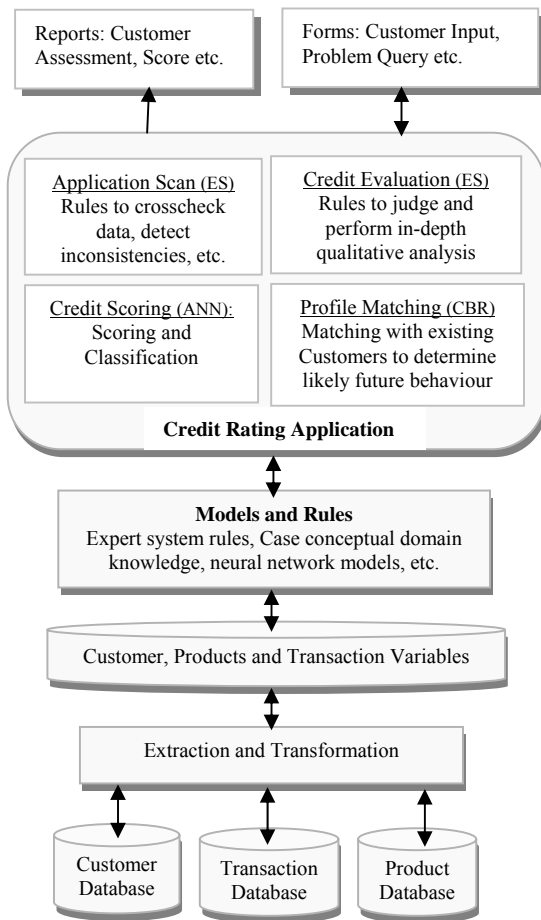 Reports: Customer
Assessment, Score etc.
Forms: Customer Input,
Problem Query etc.
Application Scan (ES)
Rules to crosscheck
data, detect
inconsistencies, etc.
Credit Evaluation (ES)
Rules to judge and
perform in-depth
qualitative analysis
Credit Scoring (ANN):
Scoring and
Classification
Profile Matching (CBR)
Matching with existing
Customers to determine
likely future behaviour
Credit Rating Application
Models and Rules
Expert system rules, Case conceptual domain
knowledge, neural network models, etc.
Customer, Products and Transaction Variables
Extraction and Transformation
Customer
Database
Transaction
Database
Product
Database